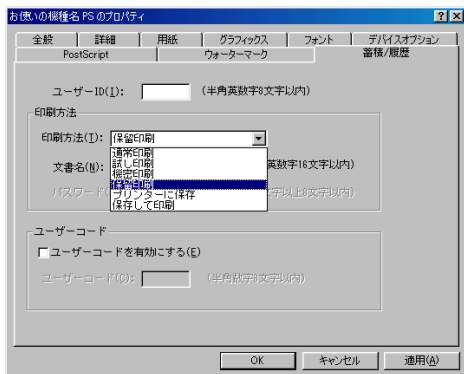 お使いの機種名 PS のプロパティ
全般 詳細 用紙 グラフィックス フォント デバイスオプション
PostScript ウォーターマーク 蓄積/履歴
ユーザーID(I): (半角英数字8文字以内)
印刷方法
印刷方法(T): 保留印刷
通常印刷
試し印刷
文書名(N): 機密印刷 英数字16文字以内)
保留印刷
パスワード( プリンターに保存 字以上8文字以内)
保存して印刷
ユーザーコード
ユーザーコードを有効にする(E)
ユーザーコード(C): (半角数字8文字以内)
OK キャンセル 適用(A)